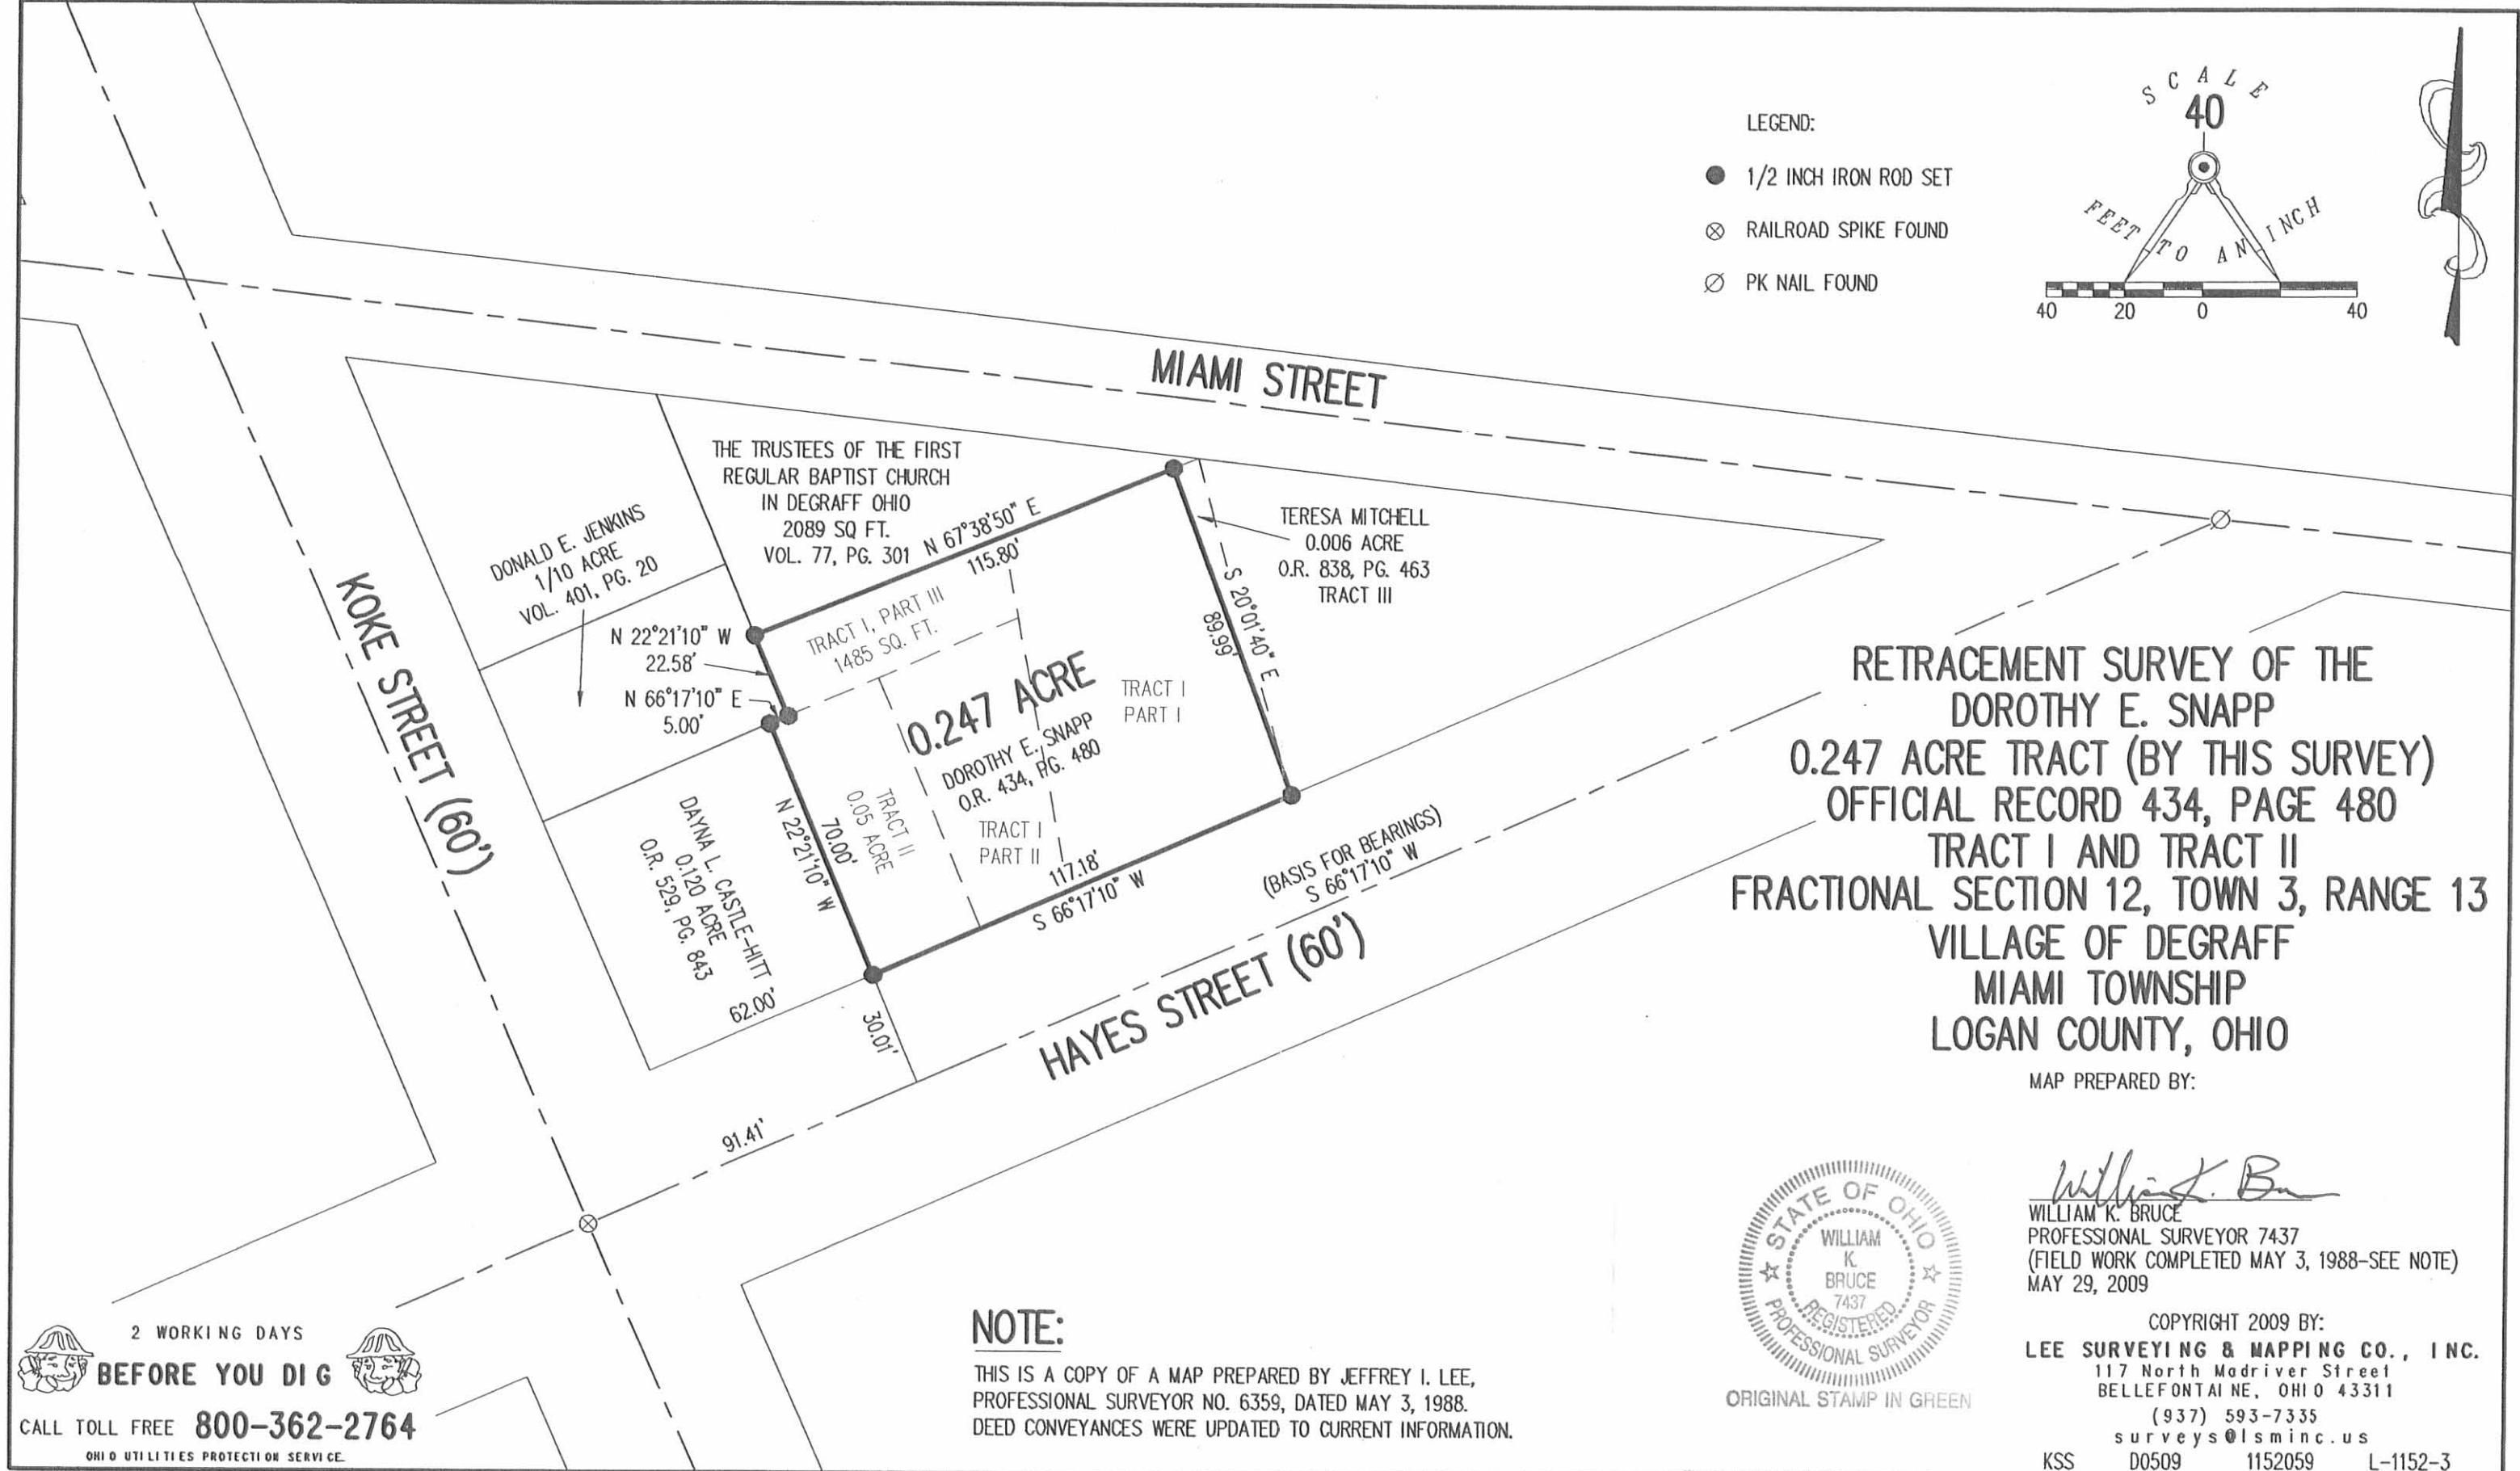 LEGEND:
1/2 INCH IRON ROD SET
RAILROAD SPIKE FOUND
PK NAIL FOUND
SCALE
40
FEET TO AN INCH
40 20 0 40
MIAMI STREET
THE TRUSTEES OF THE FIRST
REGULAR BAPTIST CHURCH
IN DEGRAFF OHIO
2089 SQ FT.
VOL. 77, PG. 301
N 67°38'50" E
115.80'
DONALD E. JENKINS
1/10 ACRE
VOL. 401, PG. 20
TERESA MITCHELL
0.006 ACRE
O.R. 838, PG. 463
TRACT III
S 20°01'40" E
89.99'
N 22°21'10" W
22.58'
N 66°17'10" E
5.00'
TRACT I, PART III
1485 SQ. FT.
0.247 ACRE
DOROTHY E. SNAPP
O.R. 434, PG. 480
TRACT I
PART I
TRACT I
PART II
TRACT II
0.05 ACRE
70.00'
N 22°21'10" W
117.18'
S 66°17'10" W
DAYNA L. CASTLE-HITT
0.120 ACRE
O.R. 529, PG. 843
62.00'
30.01'
91.41'
KOKE STREET (60')
(BASIS FOR BEARINGS)
S 66°17'10" W
HAYES STREET (60')
RETRACEMENT SURVEY OF THE
DOROTHY E. SNAPP
0.247 ACRE TRACT (BY THIS SURVEY)
OFFICIAL RECORD 434, PAGE 480
TRACT I AND TRACT II
FRACTIONAL SECTION 12, TOWN 3, RANGE 13
VILLAGE OF DEGRAFF
MIAMI TOWNSHIP
LOGAN COUNTY, OHIO
MAP PREPARED BY:
STATE OF OHIO
WILLIAM
K.
BRUCE
7437
REGISTERED
PROFESSIONAL SURVEYOR
ORIGINAL STAMP IN GREEN
William K. Bruce
WILLIAM K. BRUCE
PROFESSIONAL SURVEYOR 7437
(FIELD WORK COMPLETED MAY 3, 1988-SEE NOTE)
MAY 29, 2009
COPYRIGHT 2009 BY:
LEE SURVEYING & MAPPING CO., INC.
117 North Madriver Street
BELLEFONTAINE, OHIO 43311
(937) 593-7335
surveys@lsminc.us
KSS D0509 1152059 L-1152-3
NOTE:
THIS IS A COPY OF A MAP PREPARED BY JEFFREY I. LEE,
PROFESSIONAL SURVEYOR NO. 6359, DATED MAY 3, 1988.
DEED CONVEYANCES WERE UPDATED TO CURRENT INFORMATION.
2 WORKING DAYS
BEFORE YOU DIG
CALL TOLL FREE 800-362-2764
OHIO UTILITIES PROTECTION SERVICE